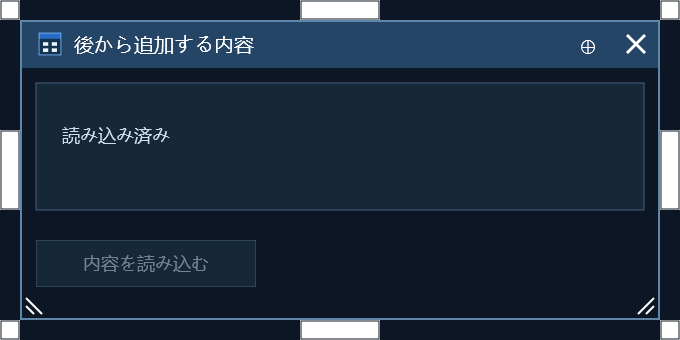 後から追加する内容
読み込み済み
内容を読み込む